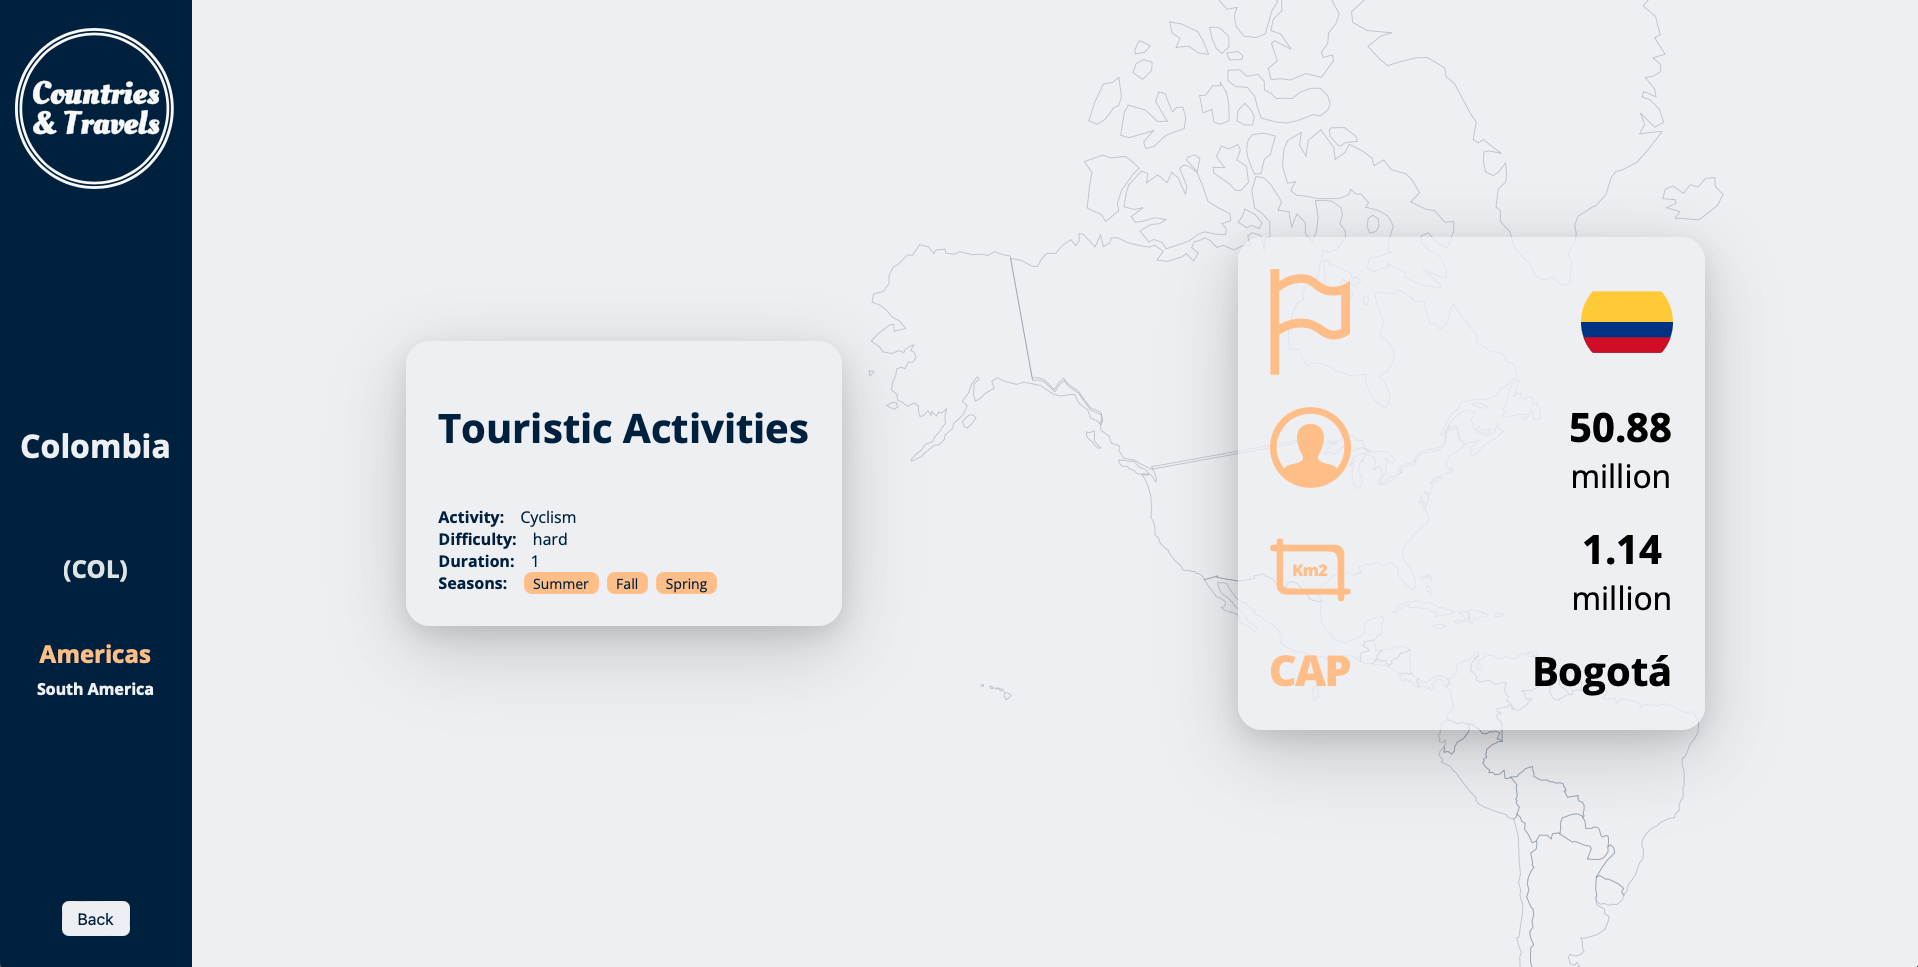 Countries
& Travels
Colombia
(COL)
Americas
South America
Back
Touristic Activities
Activity: Cyclism
Difficulty: hard
Duration: 1
Seasons: Summer Fall Spring
50.88
million
Km2
1.14
million
CAP Bogotá